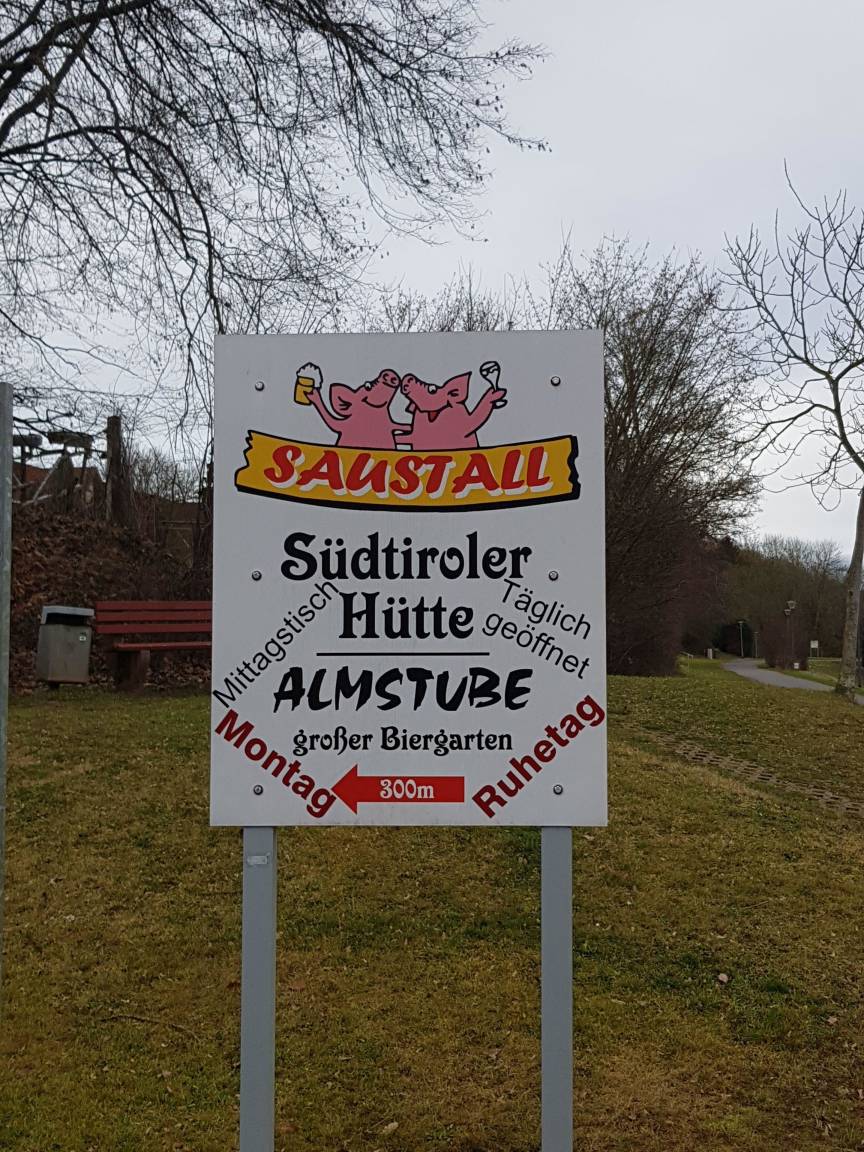 SAUSTALL
Südtiroler
Hütte
Mittagstisch
Täglich
geöffnet
ALMSTUBE
großer Biergarten
Montag
Ruhetag
300m